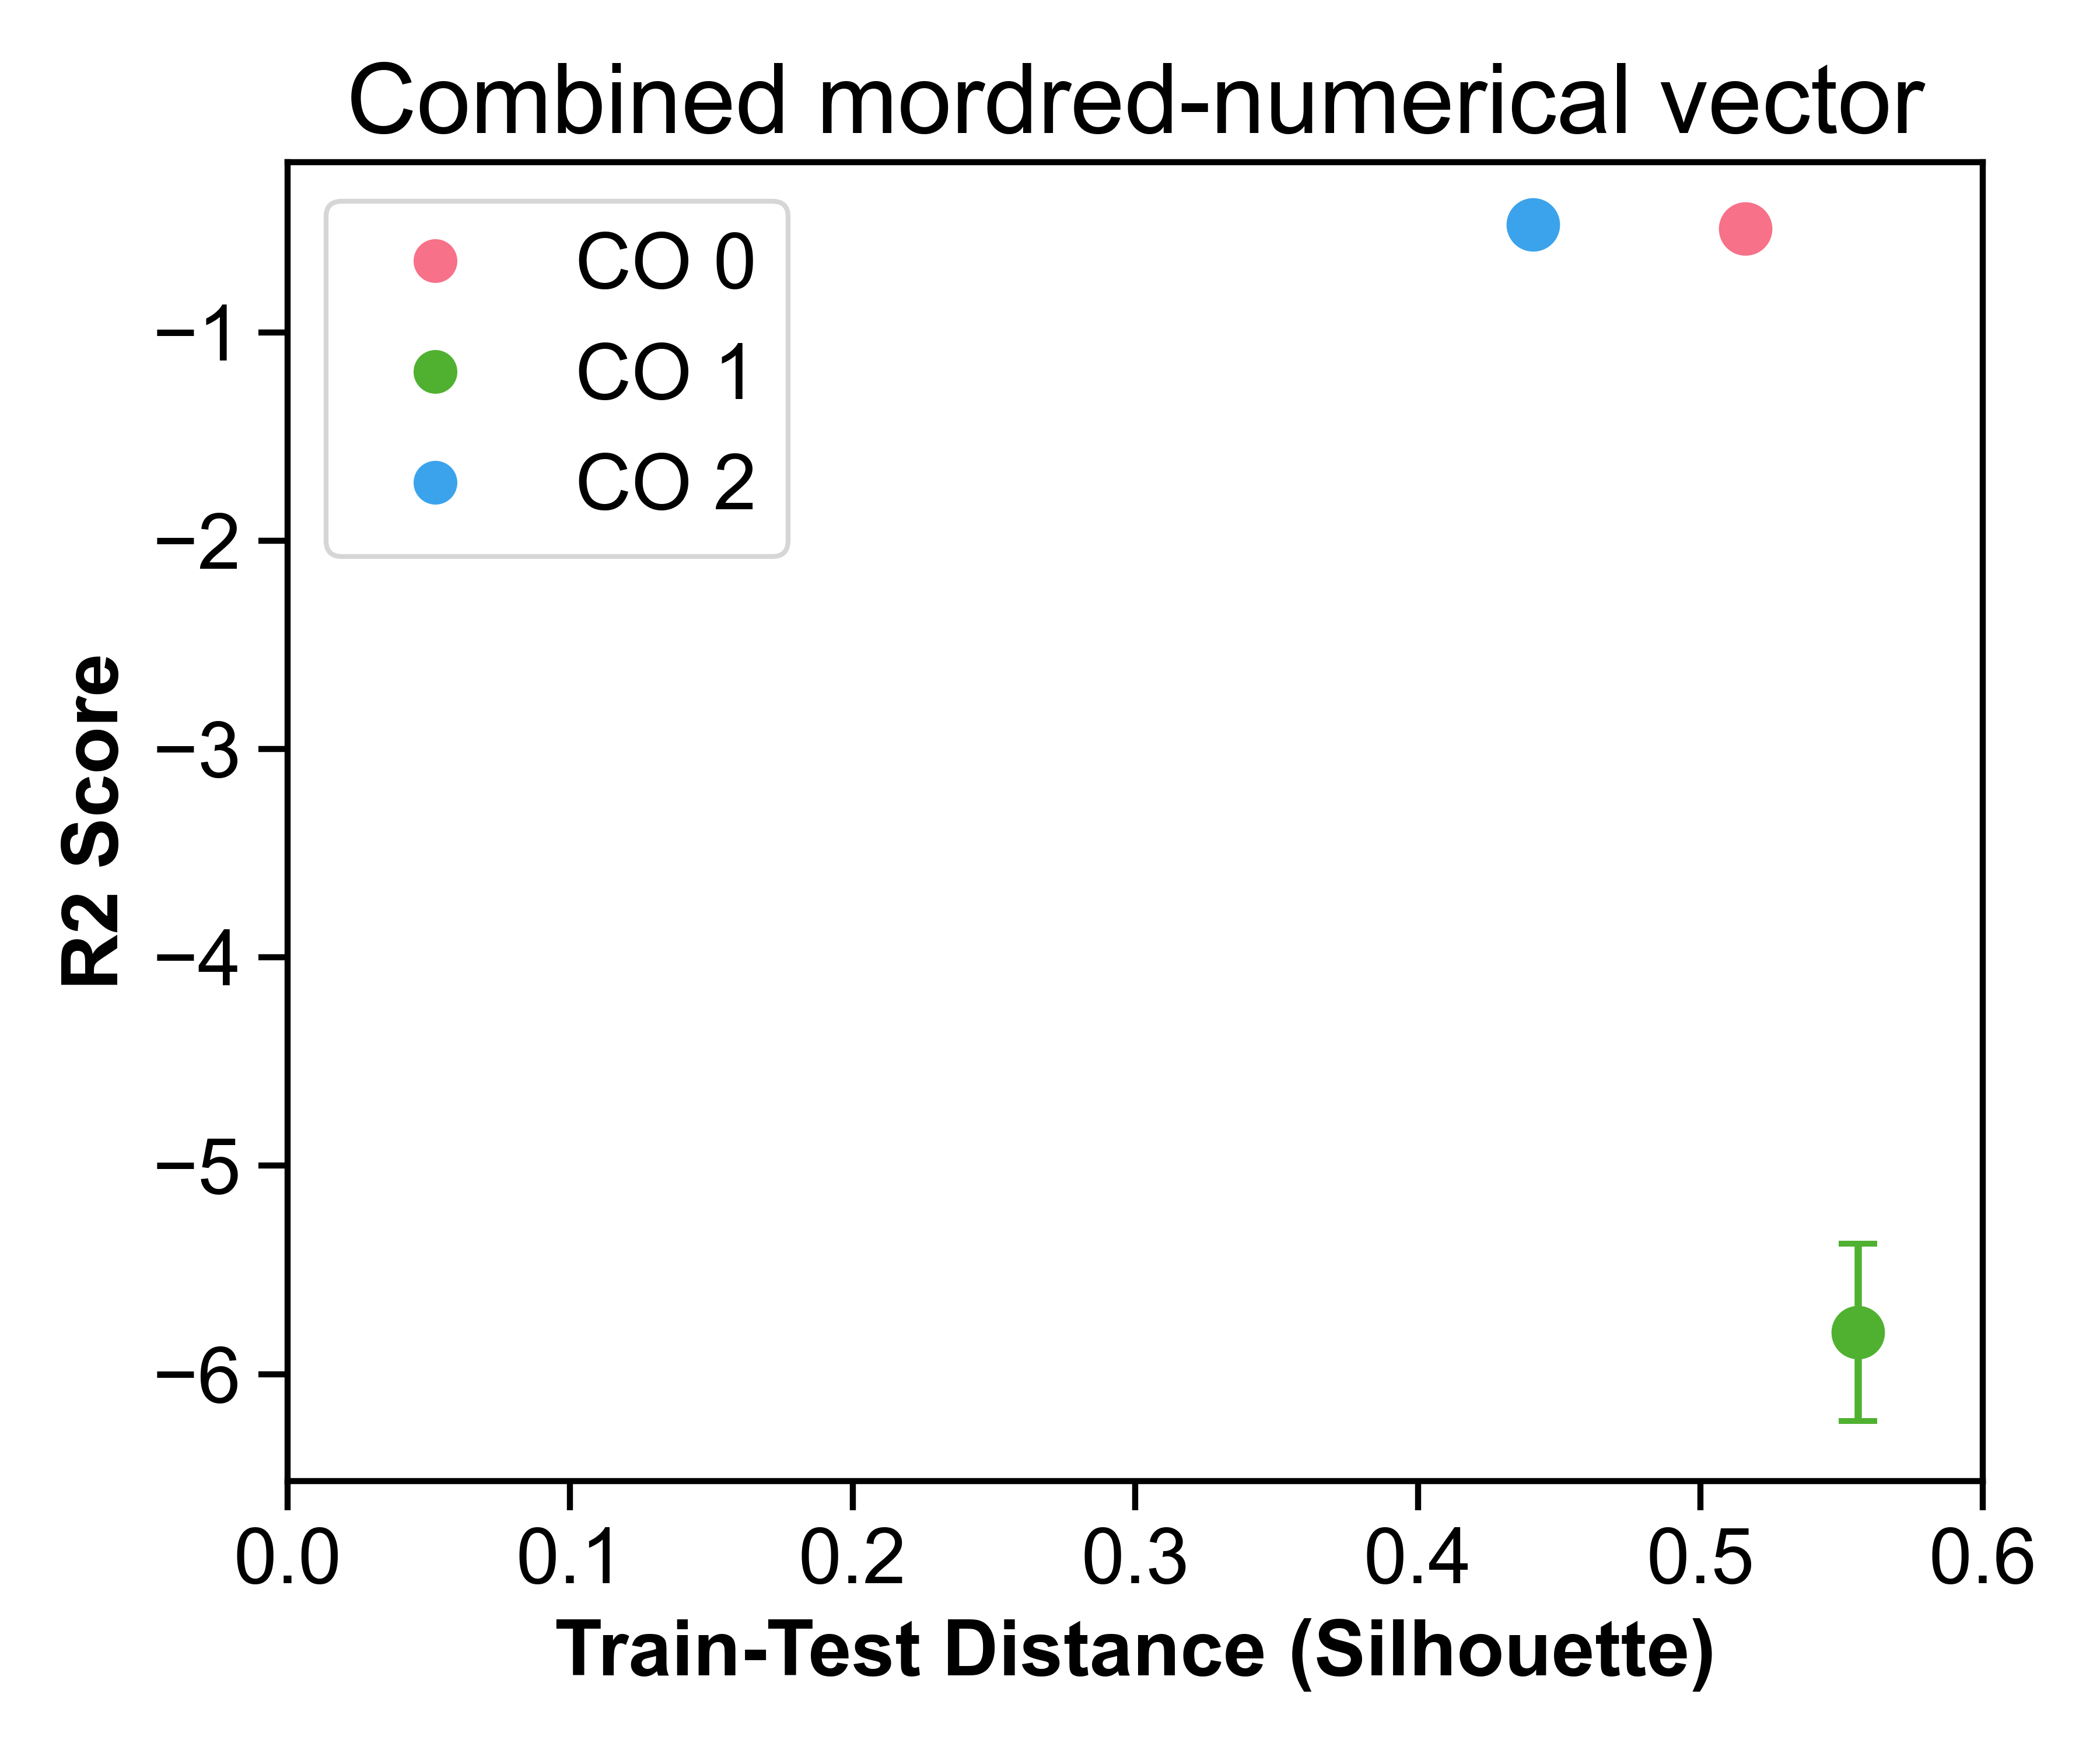 Combined mordred-numerical vector
CO 0
CO 1
CO 2
−1
−2
−3
−4
−5
−6
R2 Score
0.0 0.1 0.2 0.3 0.4 0.5 0.6
Train-Test Distance (Silhouette)